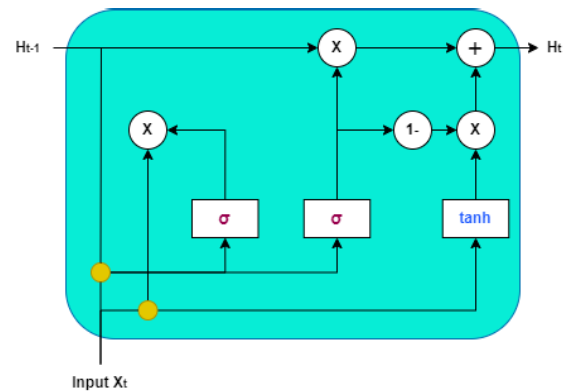 Ht-1
X
+
Ht
X
1-
X
σ
σ
tanh
Input Xt